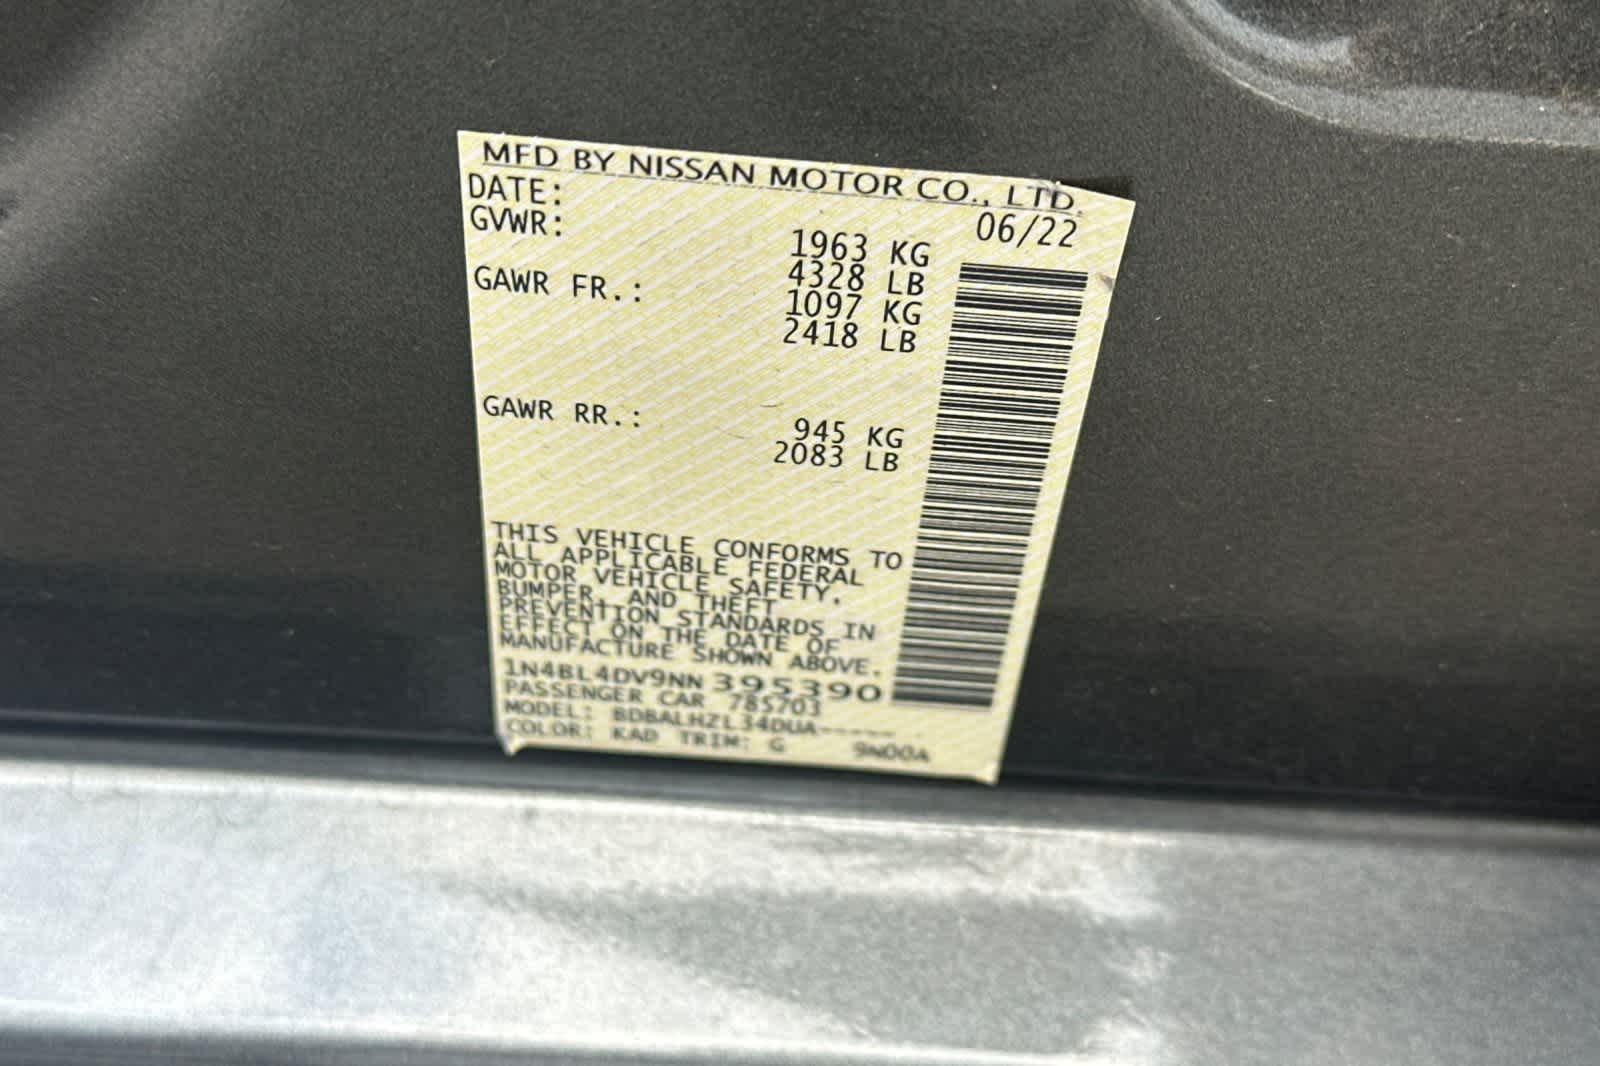 MFD BY NISSAN MOTOR CO., LTD.
DATE: 06/22
GVWR: 1963 KG
4328 LB
GAWR FR.: 1097 KG
2418 LB
GAWR RR.: 945 KG
2083 LB
THIS VEHICLE CONFORMS TO
ALL APPLICABLE FEDERAL
MOTOR VEHICLE SAFETY,
BUMPER, AND THEFT
PREVENTION STANDARDS IN
EFFECT ON THE DATE OF
MANUFACTURE SHOWN ABOVE.
1N4BL4DV9NN395390
PASSENGER CAR 785703
MODEL: BDBALHZL34DUA-----
COLOR: KAD TRIM: G 9N00A